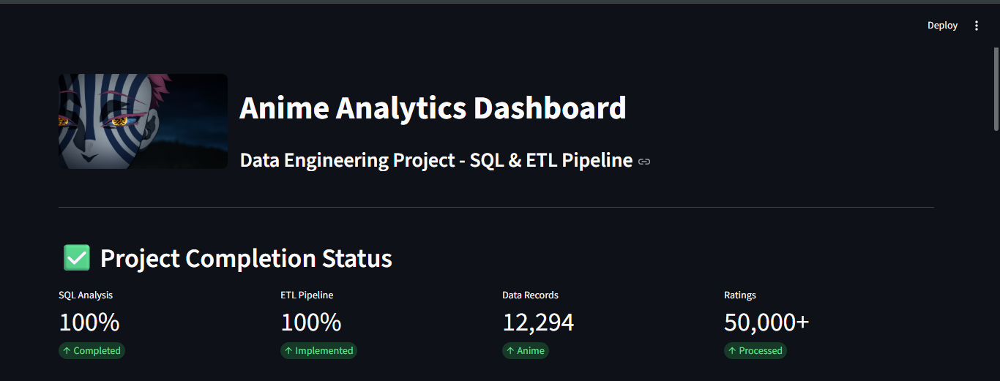 Deploy
Anime Analytics Dashboard
Data Engineering Project - SQL & ETL Pipeline
Project Completion Status
SQL Analysis
100%
↑ Completed
ETL Pipeline
100%
↑ Implemented
Data Records
12,294
↑ Anime
Ratings
50,000+
↑ Processed